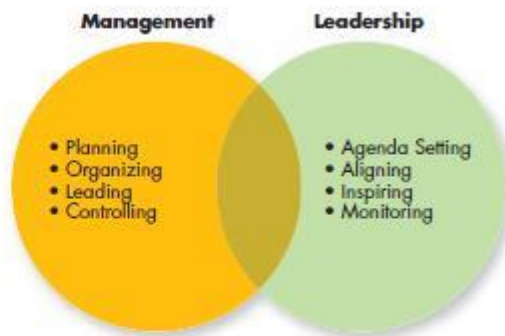 Management
Leadership
• Planning
• Organizing
• Leading
• Controlling
• Agenda Setting
• Aligning
• Inspiring
• Monitoring